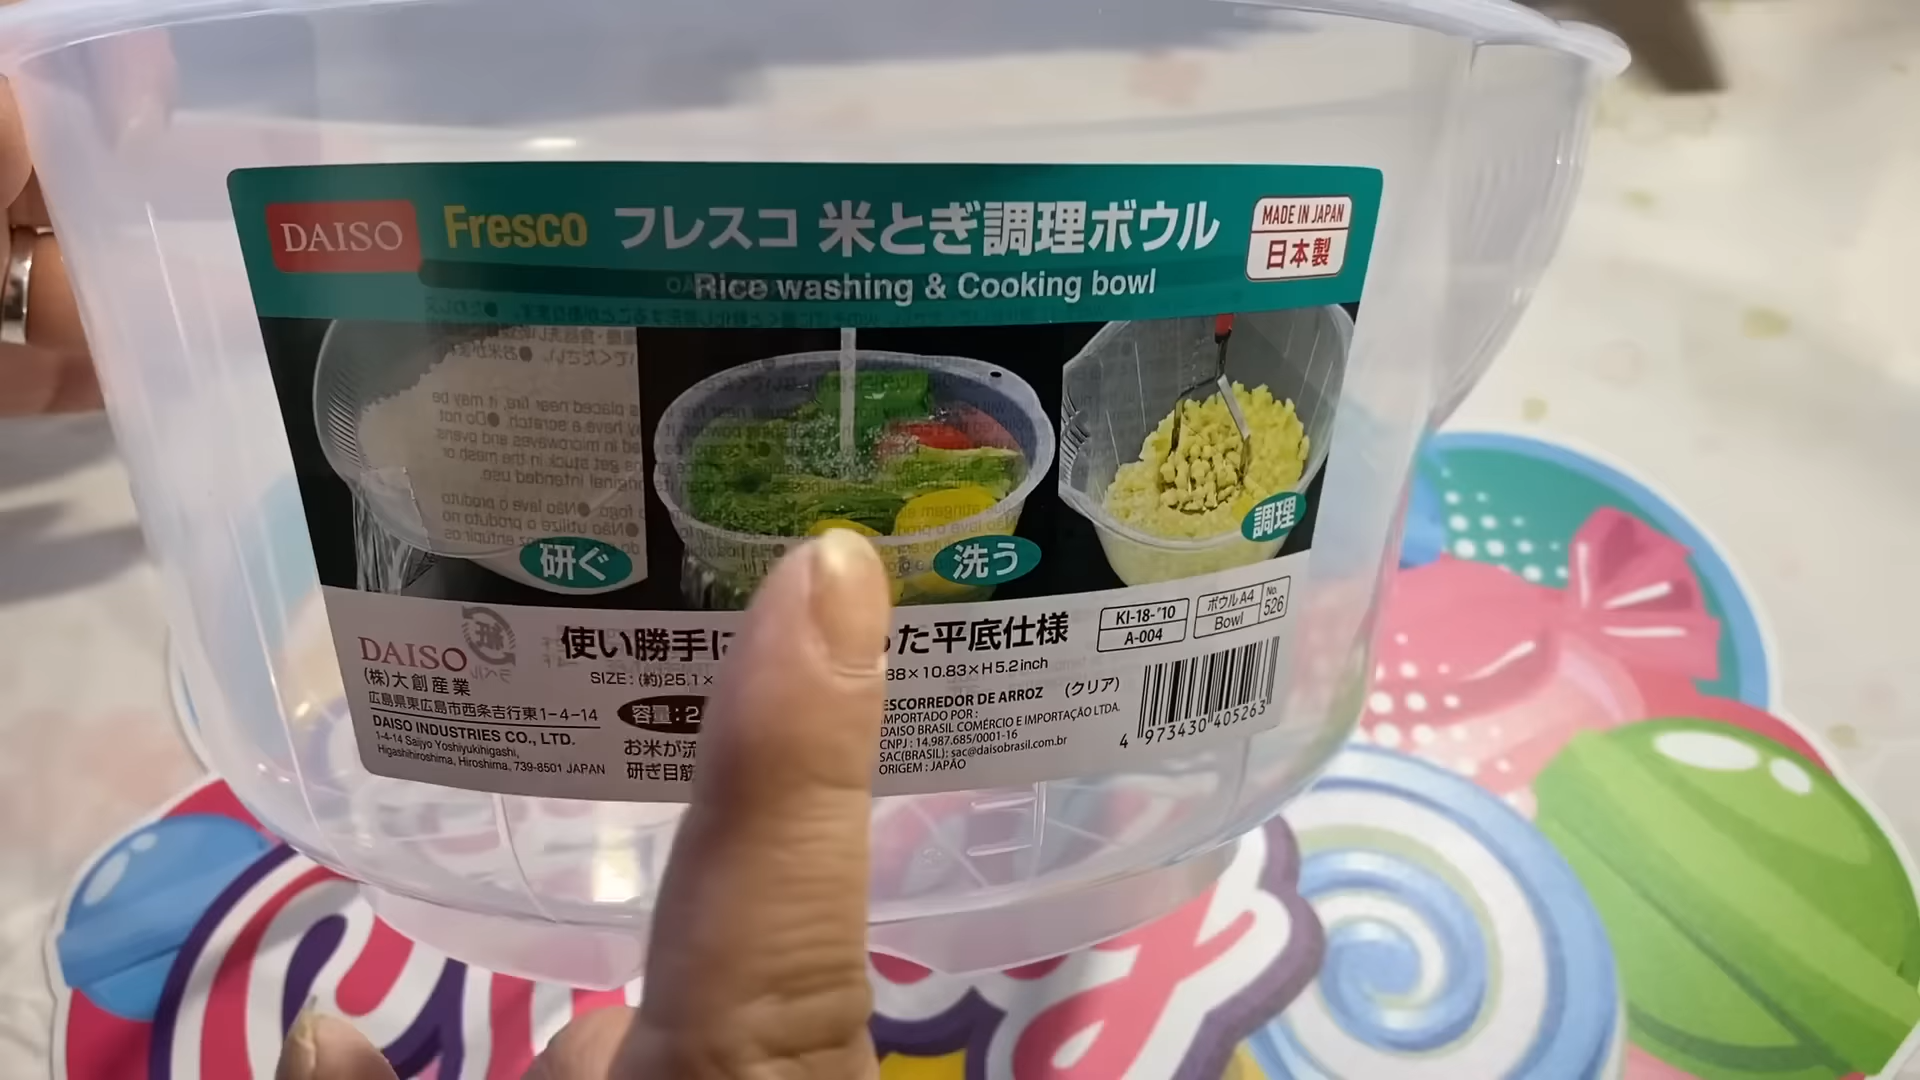 DAISO Fresco フレスコ 米とぎ調理ボウル
MADE IN JAPAN
日本製
Rice washing & Cooking bowl
研ぐ
洗う
調理
DAISO
紙
ラベル
(株)大創産業
広島県東広島市西条吉行東1-4-14
DAISO INDUSTRIES CO., LTD.
1-4-14 Saijyo Yoshiyukihigashi,
Higashihiroshima, Hiroshima, 739-8501 JAPAN
使い勝手に
た平底仕様
SIZE : (約)25.1×
88×10.83×H5.2inch
容量:2
お米が流
研ぎ目筋
ESCORREDOR DE ARROZ (クリア)
IMPORTADO POR :
DAISO BRASIL COMÉRCIO E IMPORTAÇÃO LTDA.
CNPJ : 14.987.685/0001-16
SAC(BRASIL): sac@daisobrasil.com.br
ORIGEM : JAPÃO
KI-18-'10
A-004
ボウル A4
Bowl
No.
526
4 973430 405263